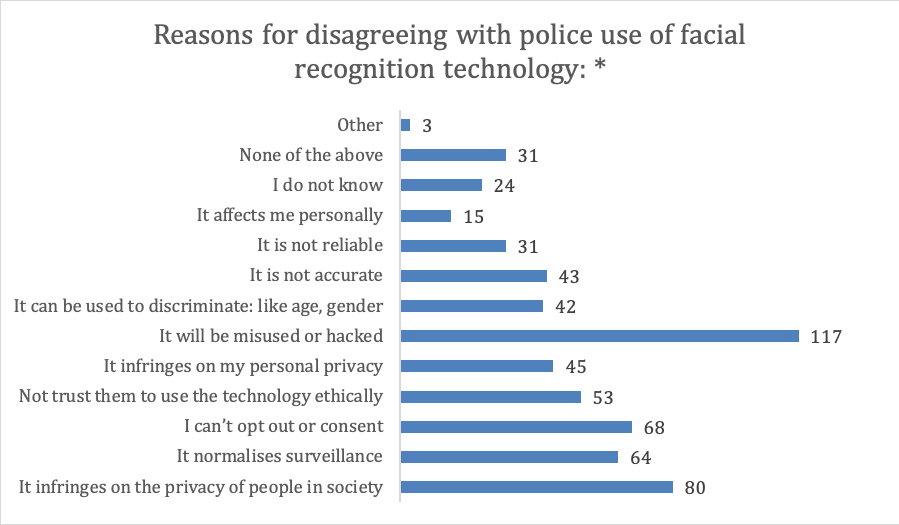 Reasons for disagreeing with police use of facial
recognition technology: *
Other 3
None of the above 31
I do not know 24
It affects me personally 15
It is not reliable 31
It is not accurate 43
It can be used to discriminate: like age, gender 42
It will be misused or hacked 117
It infringes on my personal privacy 45
Not trust them to use the technology ethically 53
I can’t opt out or consent 68
It normalises surveillance 64
It infringes on the privacy of people in society 80